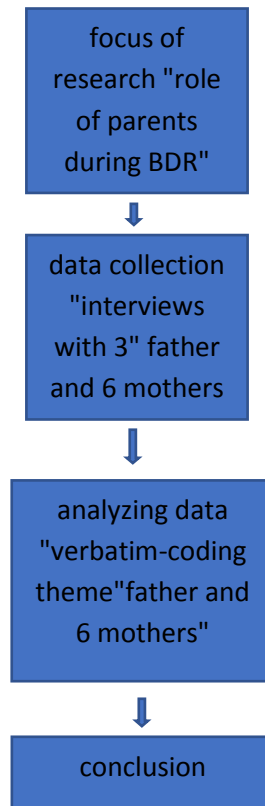 focus of
research "role
of parents
during BDR"
data collection
"interviews
with 3" father
and 6 mothers
analyzing data
"verbatim-coding
theme"father and
6 mothers"
conclusion